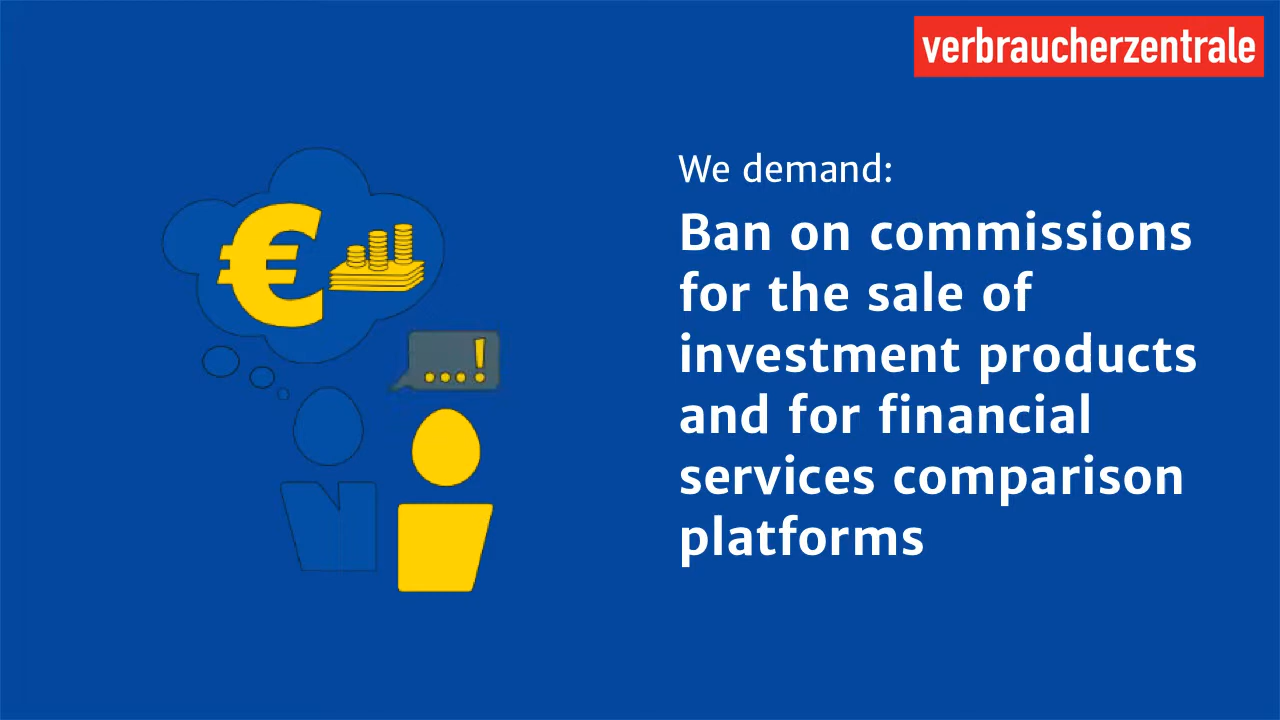 verbraucherzentrale
We demand:
Ban on commissions
for the sale of
investment products
and for financial
services comparison
platforms